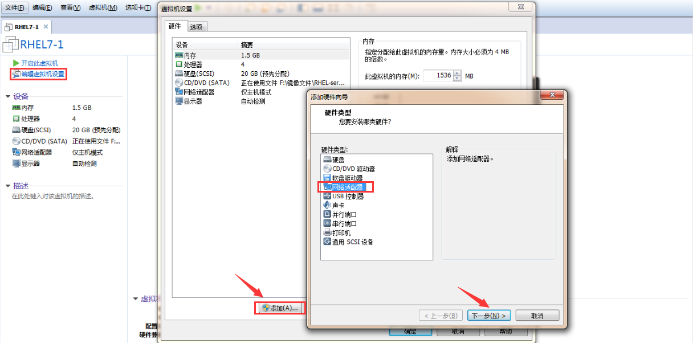 文件(F) 编辑(E) 查看(V) 虚拟机(M) 选项卡(T)
RHEL7-1
RHEL7-1
开启此虚拟机
编辑虚拟机设置
设备
内存 1.5 GB
处理器 4
硬盘(SCSI) 20 GB (预先分配)
CD/DVD (SATA) 正在使用文件 F:...
网络适配器 仅主机模式
显示器 自动检测
描述
在此处键入对该虚拟机的描述。
虚拟机设置
硬件 选项
设备 摘要
内存 1.5 GB
处理器 4
硬盘(SCSI) 20 GB (预先分配)
CD/DVD (SATA) 正在使用文件 F:\镜像文件\RHEL-ser...
网络适配器 仅主机模式
显示器 自动检测
添加(A)...
内存
指定分配给此虚拟机的内存量。内存大小必须为 4 MB
的倍数。
此虚拟机的内存(M): 1536 MB
添加硬件向导
硬件类型
您要安装哪类硬件?
硬件类型:
硬盘
CD/DVD 驱动器
软盘驱动器
网络适配器
USB 控制器
声卡
并行端口
串行端口
打印机
通用 SCSI 设备
解释
添加网络适配器。
< 上一步(B) 下一步(N) > 取消
确定 取消 帮助